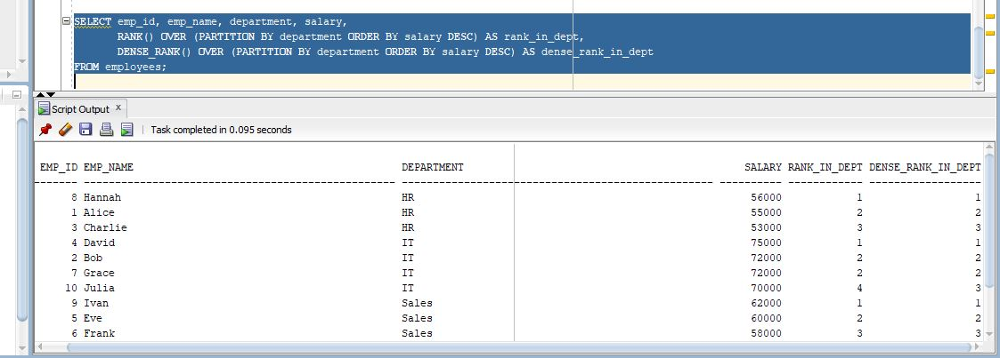 SELECT emp_id, emp_name, department, salary,
RANK() OVER (PARTITION BY department ORDER BY salary DESC) AS rank_in_dept,
DENSE_RANK() OVER (PARTITION BY department ORDER BY salary DESC) AS dense_rank_in_dept
FROM employees;
Script Output x
Task completed in 0.095 seconds
EMP_ID EMP_NAME DEPARTMENT SALARY RANK_IN_DEPT DENSE_RANK_IN_DEPT
8 Hannah HR 56000 1 1
1 Alice HR 55000 2 2
3 Charlie HR 53000 3 3
4 David IT 75000 1 1
2 Bob IT 72000 2 2
7 Grace IT 72000 2 2
10 Julia IT 70000 4 3
9 Ivan Sales 62000 1 1
5 Eve Sales 60000 2 2
6 Frank Sales 58000 3 3